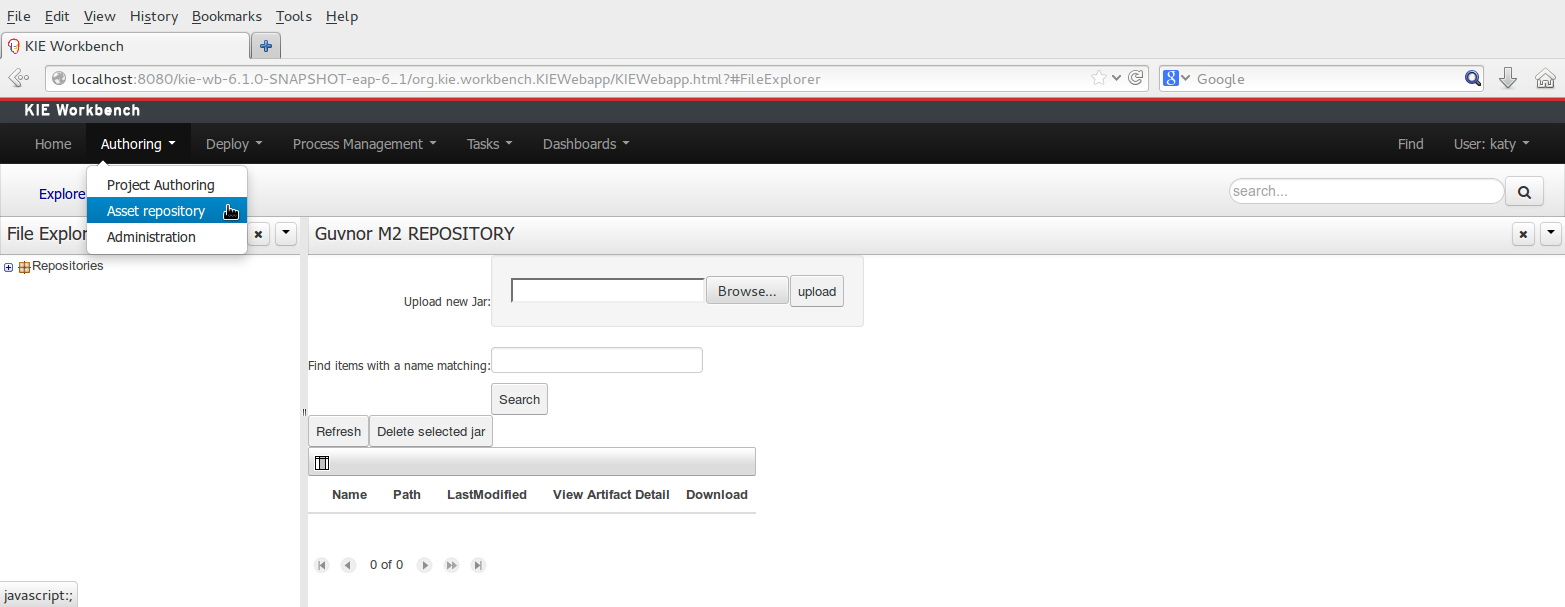 File Edit View History Bookmarks Tools Help
KIE Workbench
localhost:8080/kie-wb-6.1.0-SNAPSHOT-eap-6_1/org.kie.workbench.KIEWebapp/KIEWebapp.html?#FileExplorer
8 Google
KIE Workbench
Home Authoring Deploy Process Management Tasks Dashboards Find User: katy
Explore
search...
Project Authoring
Asset repository
Administration
File Explor
Guvnor M2 REPOSITORY
Repositories
Upload new Jar:
Browse... upload
Find items with a name matching:
Search
Refresh Delete selected jar
Name Path LastModified View Artifact Detail Download
0 of 0
javascript:;